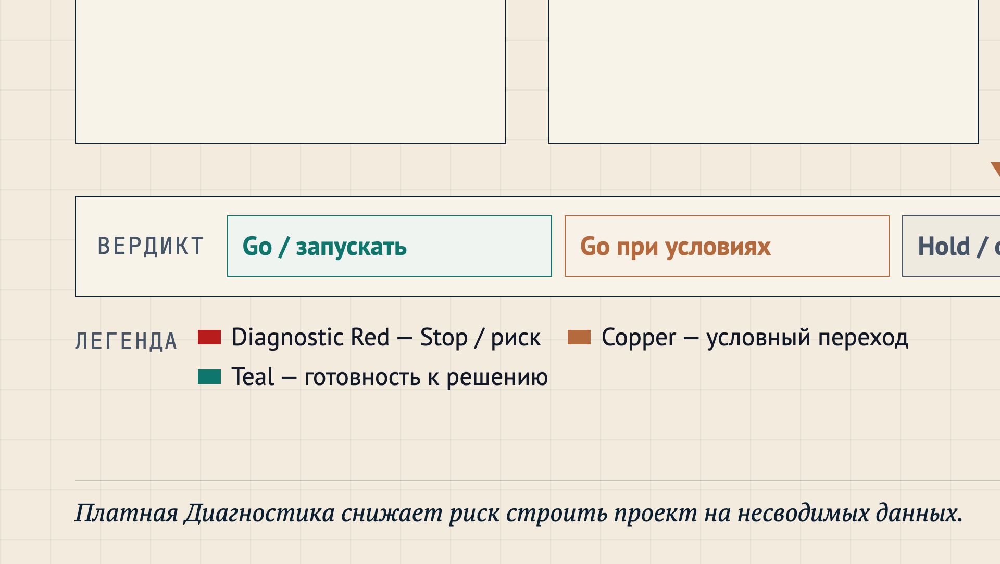 ВЕРДИКТ Go / запускать Go при условиях Hold /
ЛЕГЕНДА Diagnostic Red — Stop / риск Copper — условный переход
Teal — готовность к решению
Платная Диагностика снижает риск строить проект на несводимых данных.